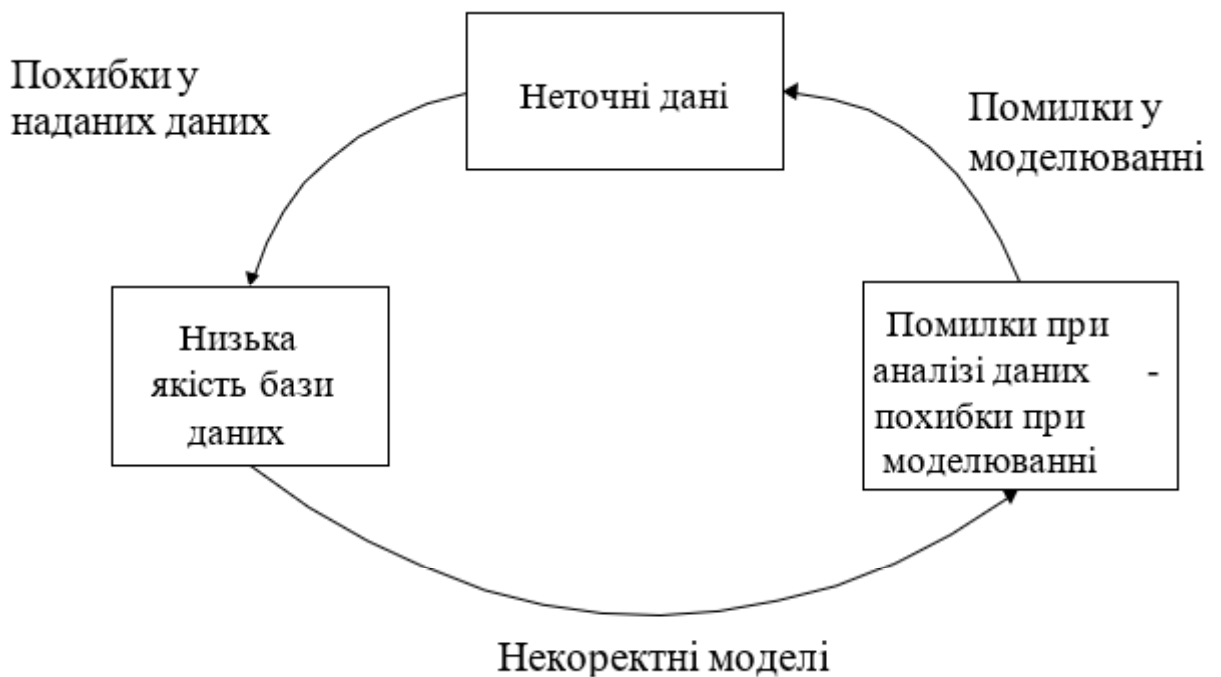 Похибки у
наданих даних
Неточні дані
Помилки у
моделюванні
Низька
якість бази
даних
Помилки при
аналізі даних -
похибки при
моделюванні
Некоректні моделі